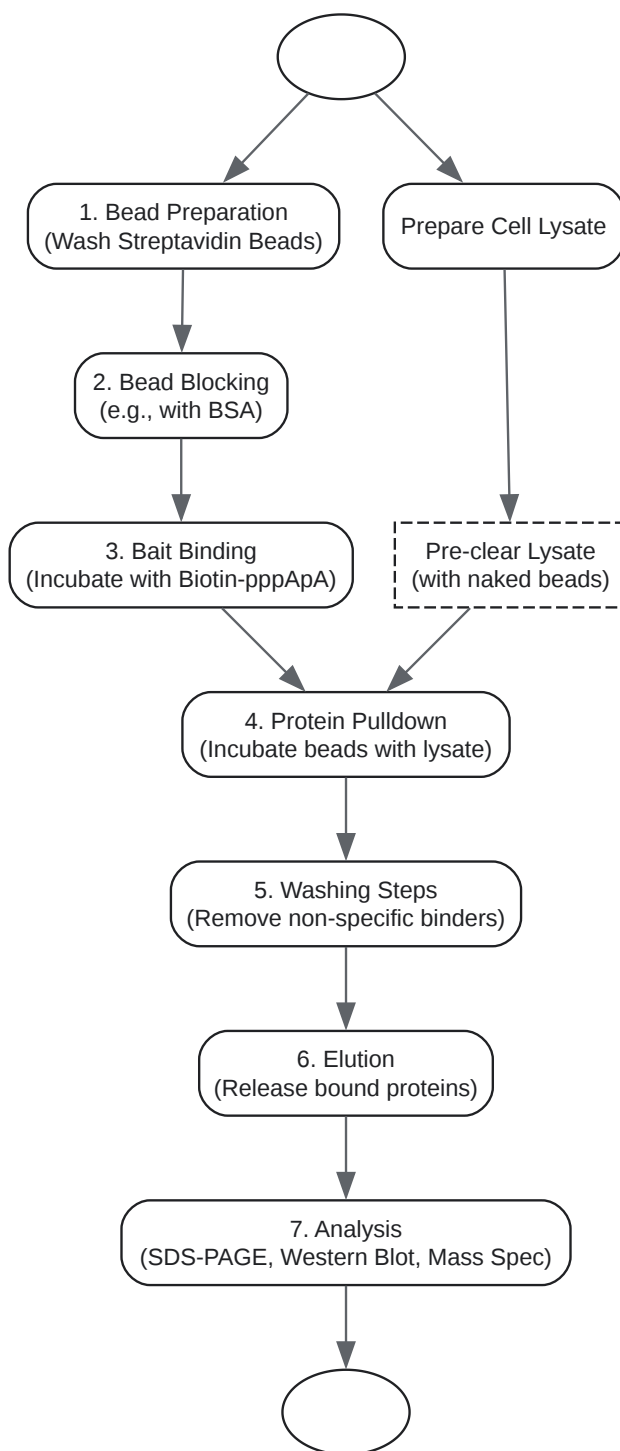 1. Bead Preparation
(Wash Streptavidin Beads)
Prepare Cell Lysate
2. Bead Blocking
(e.g., with BSA)
3. Bait Binding
(Incubate with Biotin-pppApA)
Pre-clear Lysate
(with naked beads)
4. Protein Pulldown
(Incubate beads with lysate)
5. Washing Steps
(Remove non-specific binders)
6. Elution
(Release bound proteins)
7. Analysis
(SDS-PAGE, Western Blot, Mass Spec)